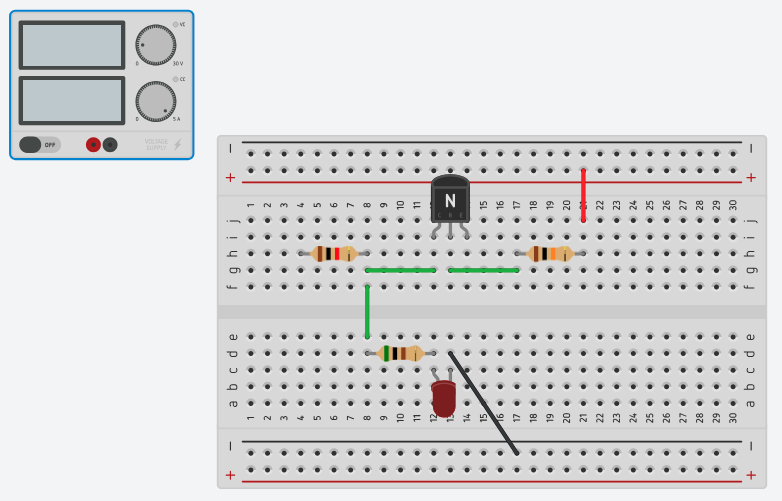 VC
0 30 V
CC
0 5 A
OFF
VOLTAGE
SUPPLY
— —
+ +
1 2 3 4 5 6 7 8 9 10 11 12 13 14 15 16 17 18 19 20 21 22 23 24 25 26 27 28 29 30
N
C B E
j j
i i
h h
g g
f f
e e
d d
c c
b b
a a
1 2 3 4 5 6 7 8 9 10 11 12 13 14 15 16 17 18 19 20 21 22 23 24 25 26 27 28 29 30
— —
+ +